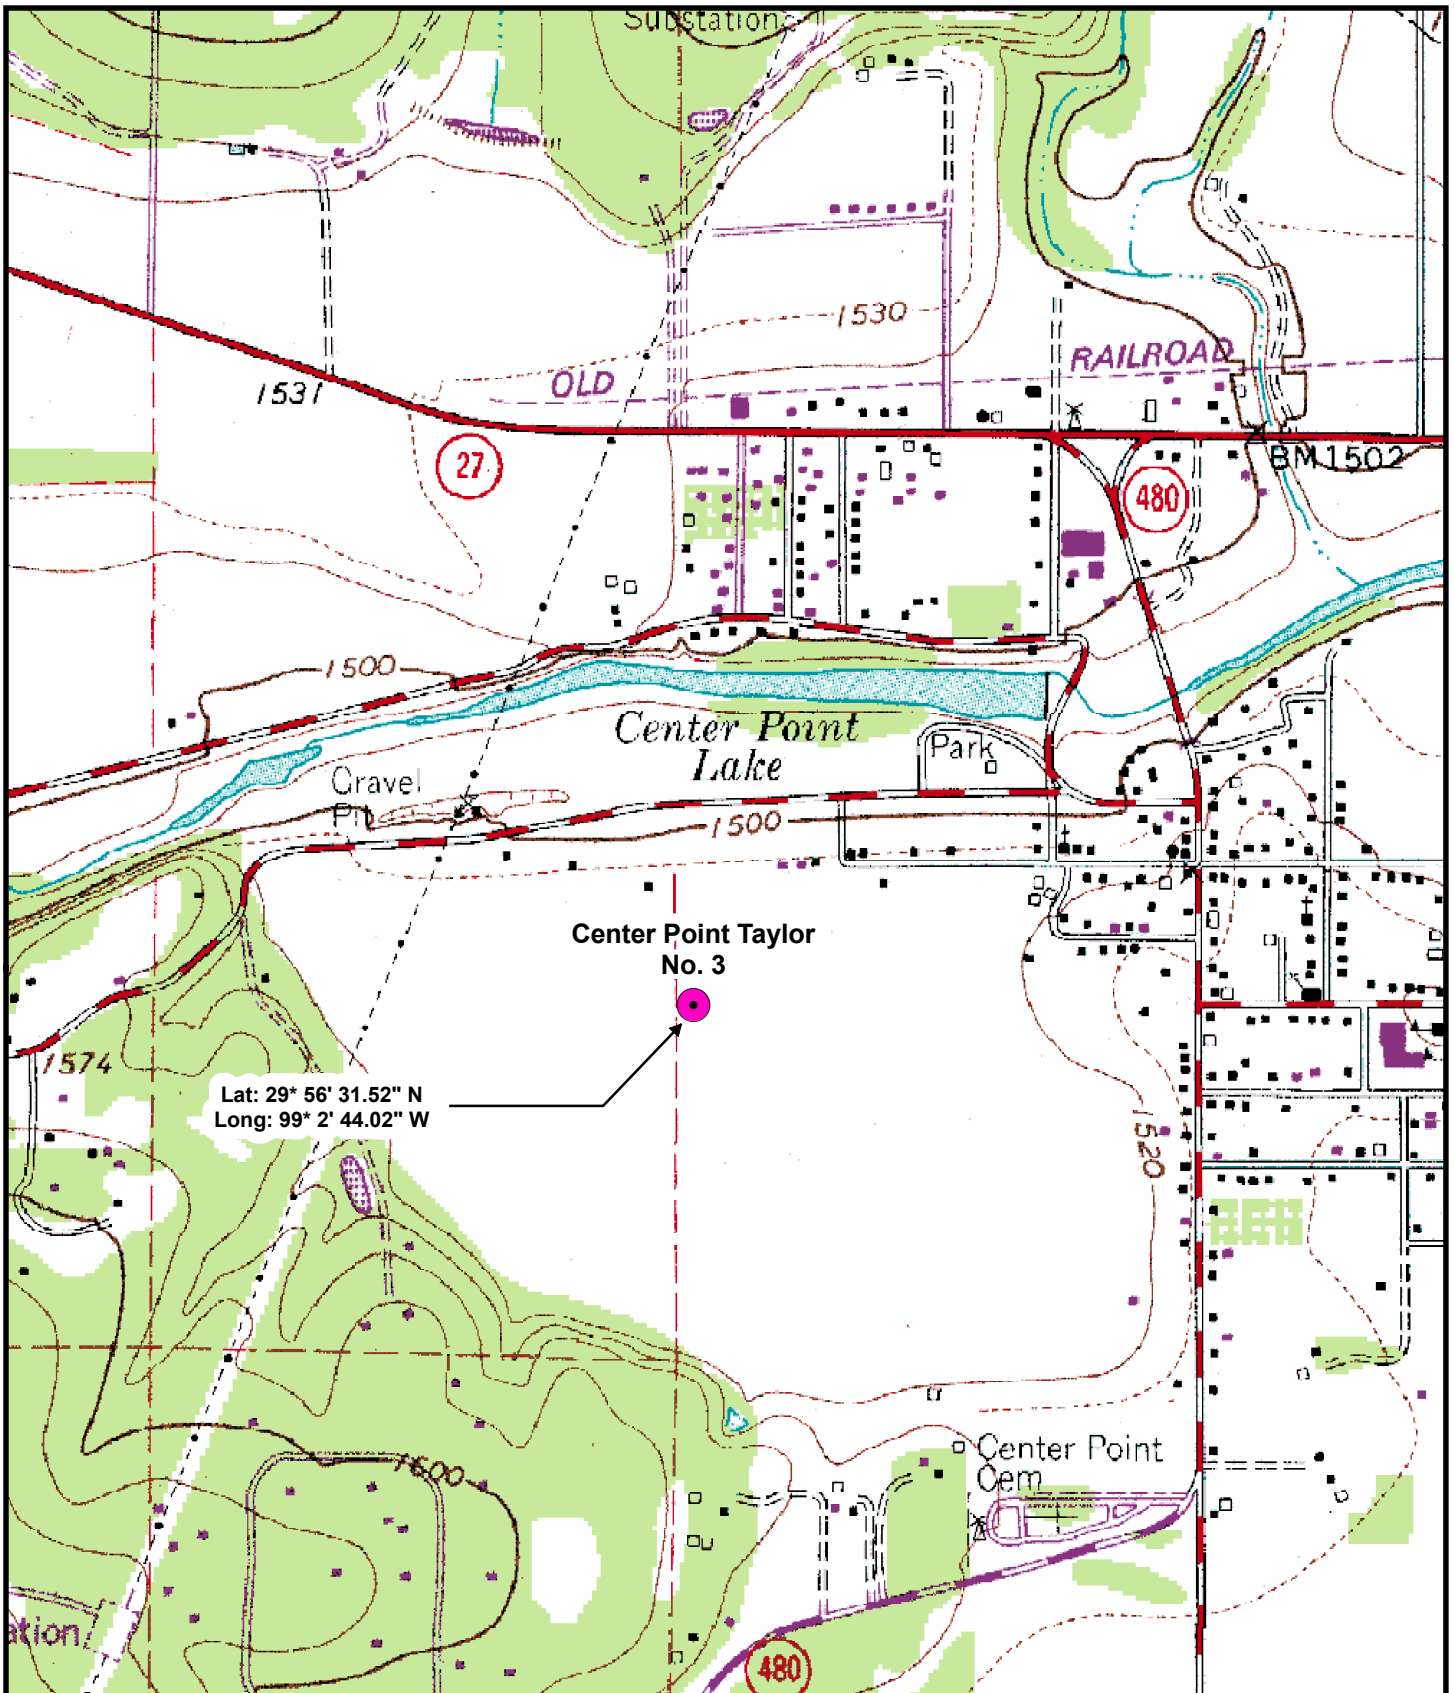 Substation
1530
RAILROAD
OLD
1531
27
480
BM 1502
1500
Center Point
Lake
Park
Gravel
Pit
1500
Center Point Taylor
No. 3
1574
Lat: 29* 56' 31.52" N
Long: 99* 2' 44.02" W
1520
Center Point
Cem
1600
ation
480